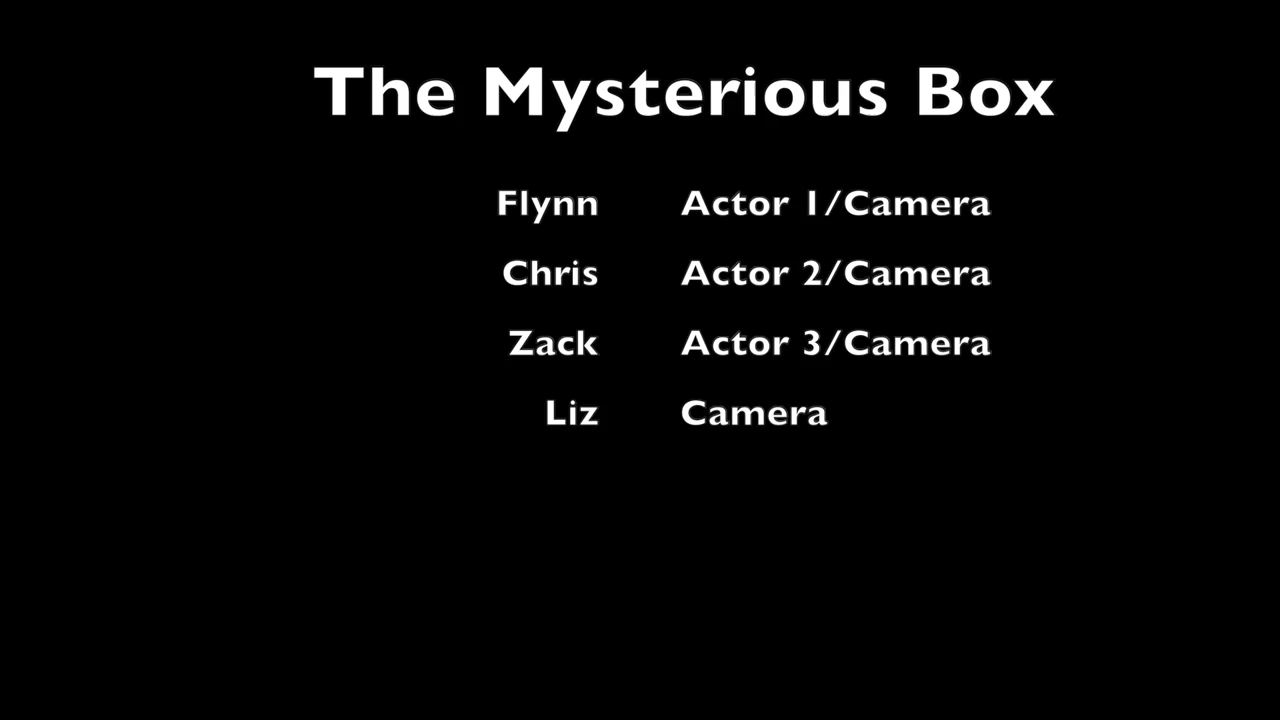 The Mysterious Box
Flynn Actor 1/Camera
Chris Actor 2/Camera
Zack Actor 3/Camera
Liz Camera